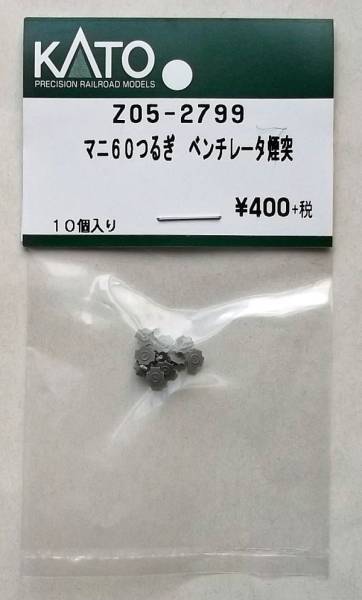 KATO
PRECISION RAILROAD MODELS
Z05-2799
マニ60つるぎ ベンチレータ煙突
¥400+税
10個入り